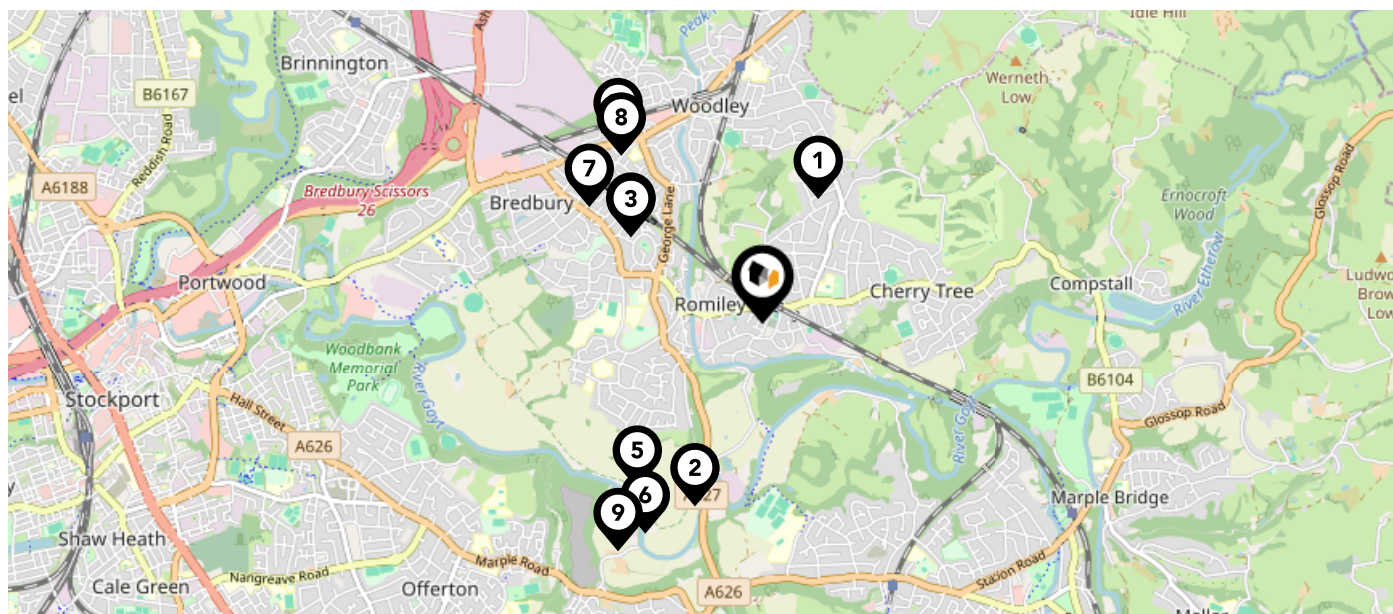 Idle Hill
Ash
Peak F
Brinnington
Werneth
Low
el
B6167
Woodley
8
Reddish Road
1
7
A6188
Bredbury Scissors
26
3
Bredbury
George Lane
Ernocroft
Wood
Glossop Road
River Etherow
Portwood
Romiley
Cherry Tree
Compstall
Ludwo
Brow
Low
Woodbank
Memorial
Park
River Goyt
B6104
Stockport
Hall Street
Glossop Road
River Goyt
A626
5
2
6
9
Marple Bridge
y
Shaw Heath
Marple Road
Nangreave Road
Station Road
Cale Green
Offerton
A626